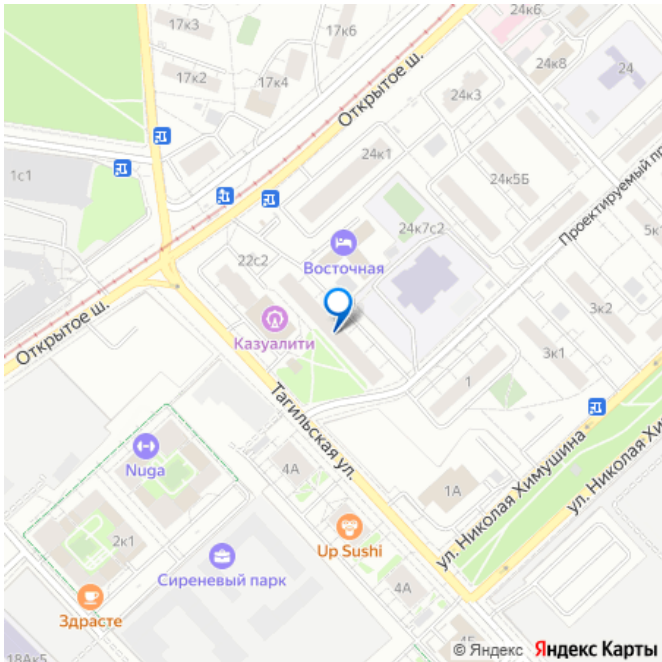 17к3
17к6
17к2
17к4
Открытое ш.
24к6
24к8
24
24к3
24к1
24к5Б
1с1
24к7с2
Проектируемый пр
5к1
22с2
Восточная
Казуалити
3к2
3к1
1
Открытое ш.
Тагильская ул.
Nuga
4А
1А
ул. Николая Химушина
ул. Николая Хи
2к1
Up Sushi
Сиреневый парк
4А
Здрасте
18Ак5
4Б
© Яндекс Яндекс Карты